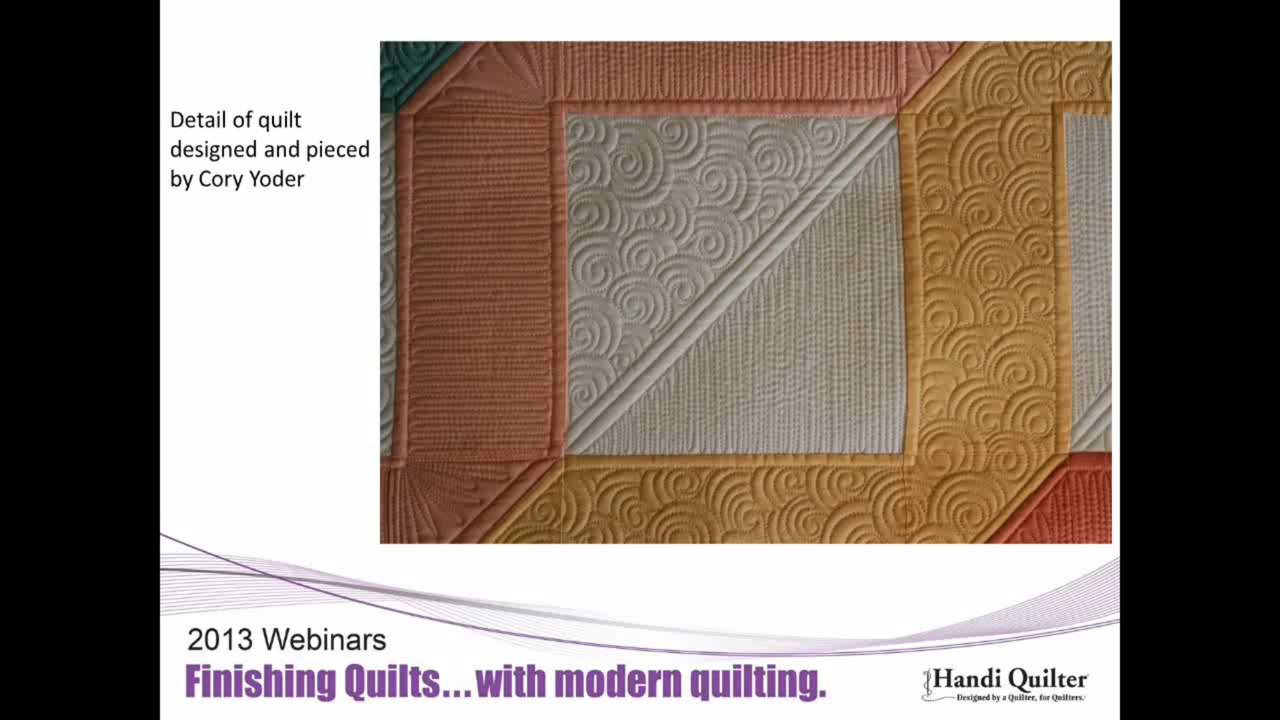 Detail of quilt
designed and pieced
by Cory Yoder
2013 Webinars
Finishing Quilts...with modern quilting.
Handi Quilter
Designed by a Quilter, for Quilters.